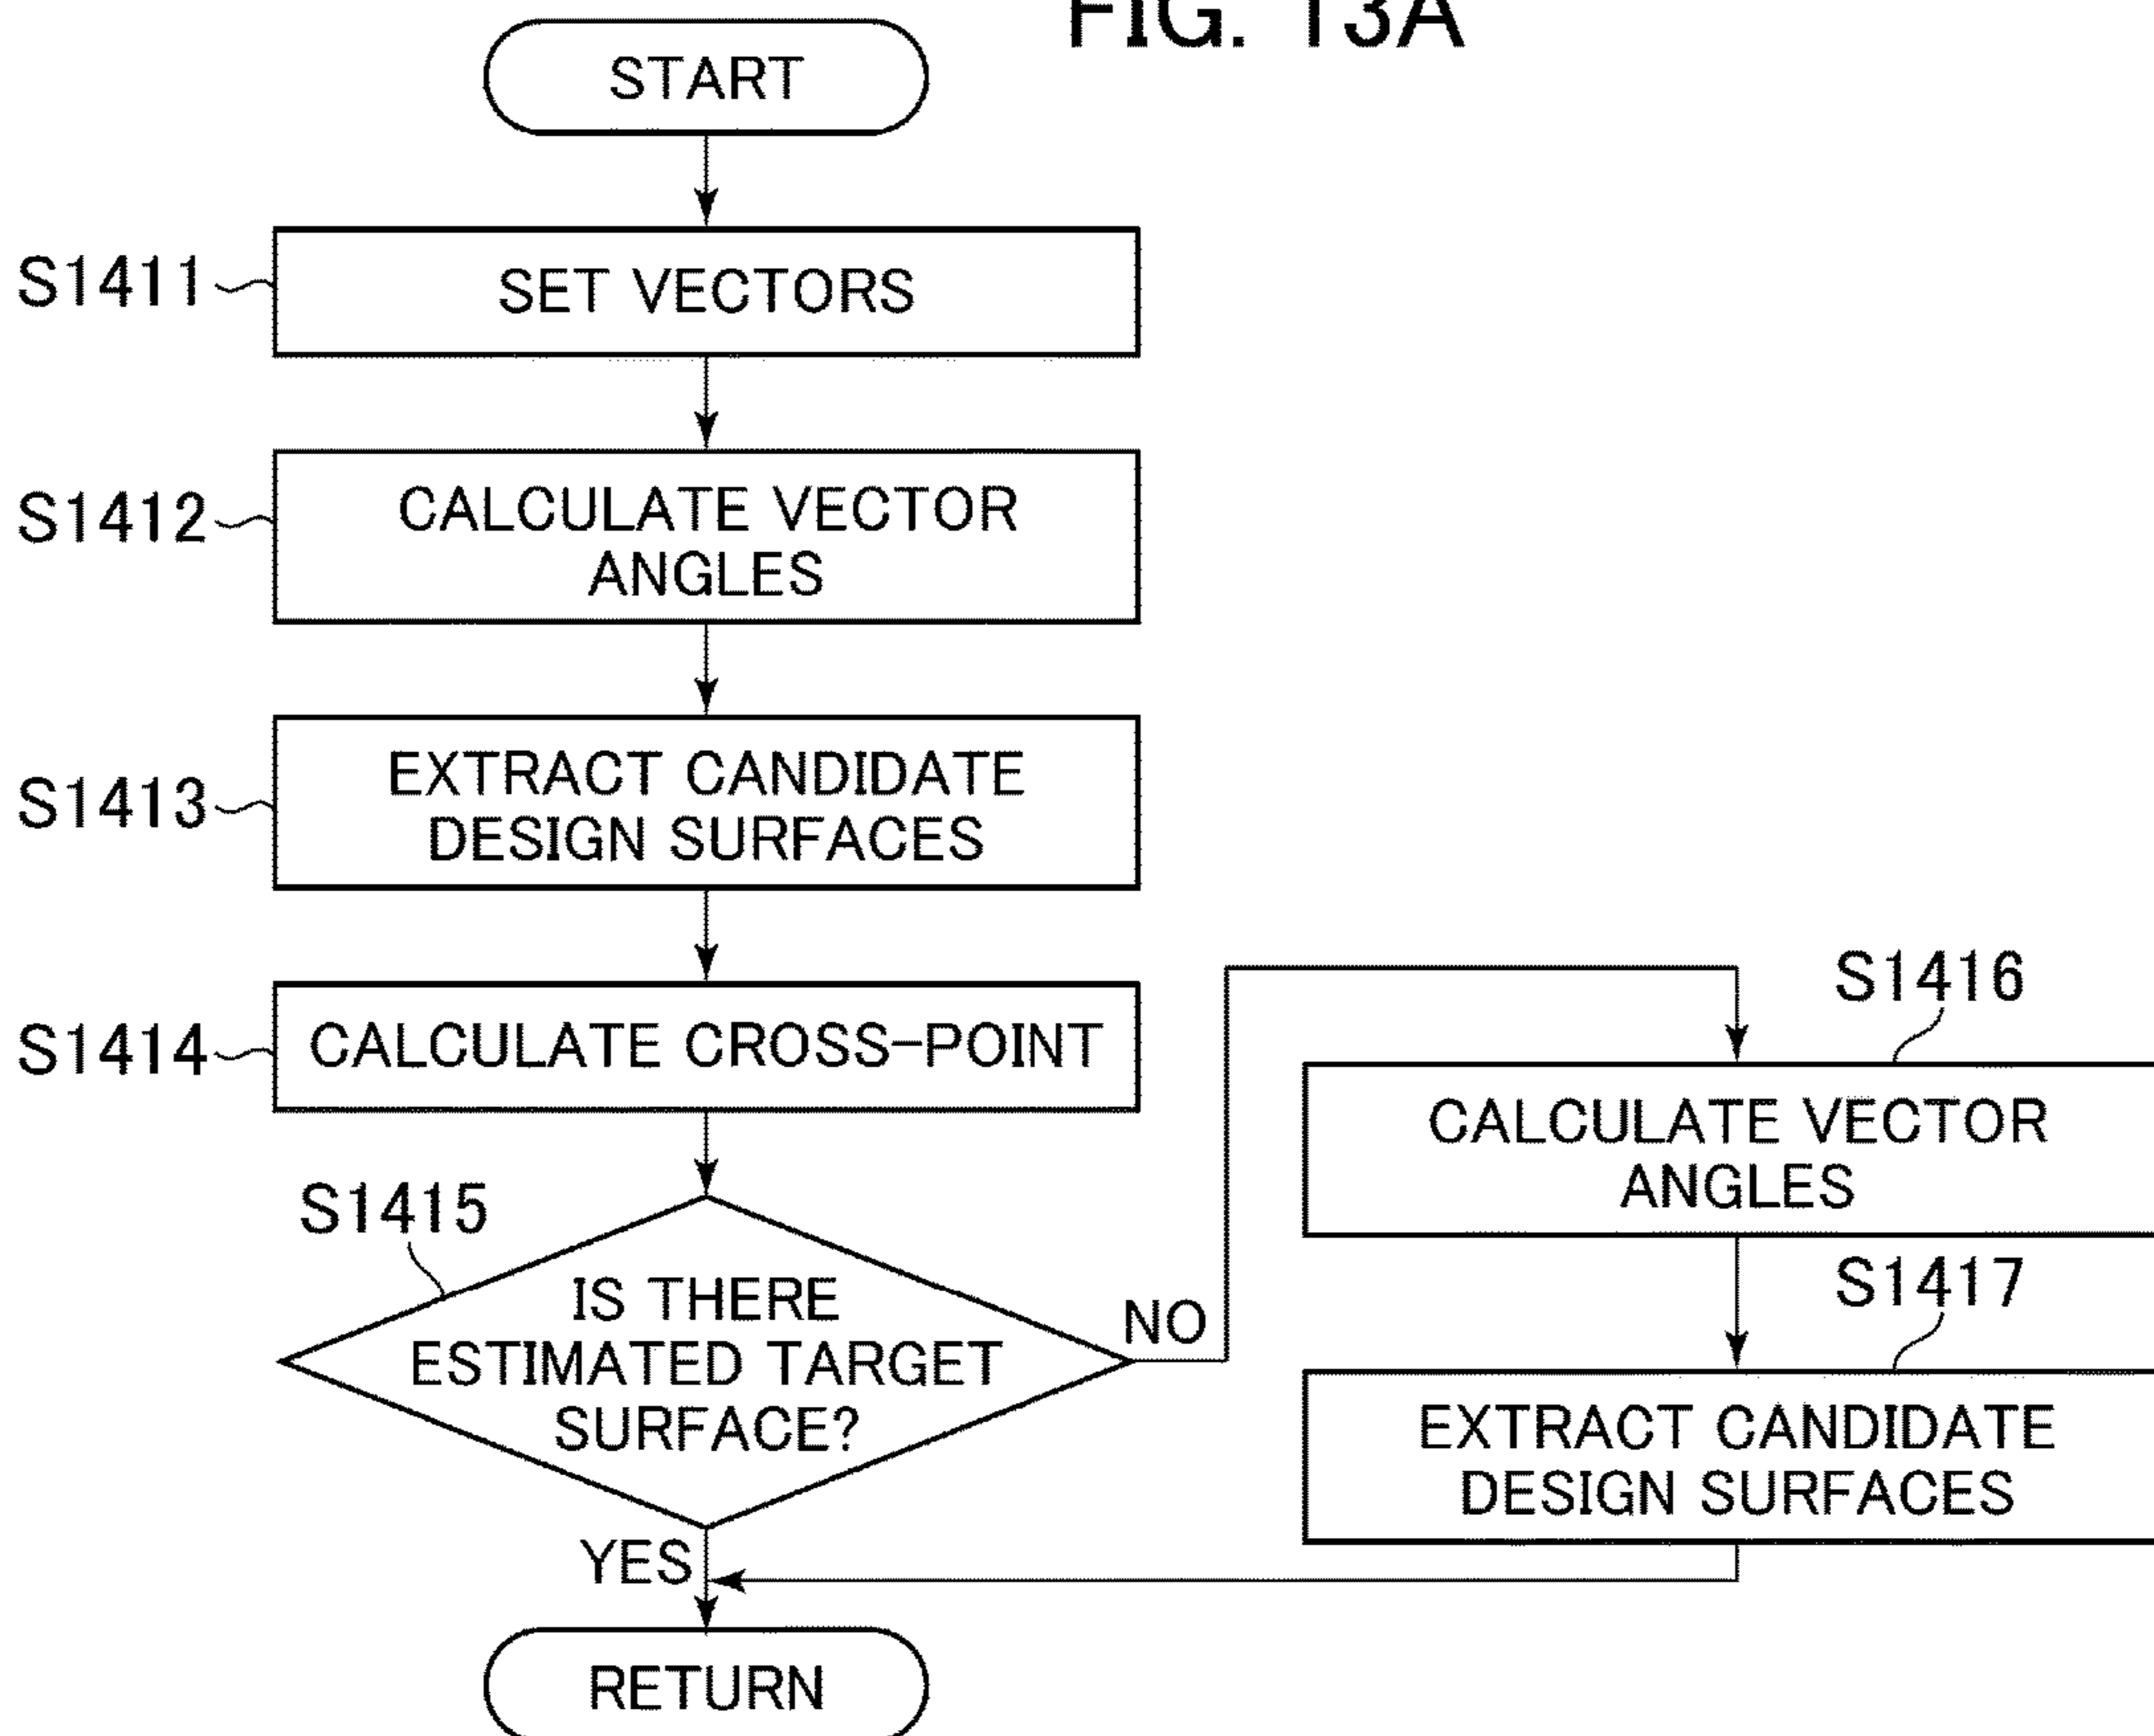 FIG. 13A
START
S1411
SET VECTORS
S1412
CALCULATE VECTOR
ANGLES
S1413
EXTRACT CANDIDATE
DESIGN SURFACES
S1414
CALCULATE CROSS-POINT
S1415
IS THERE
ESTIMATED TARGET
SURFACE?
NO
YES
S1416
CALCULATE VECTOR
ANGLES
S1417
EXTRACT CANDIDATE
DESIGN SURFACES
RETURN